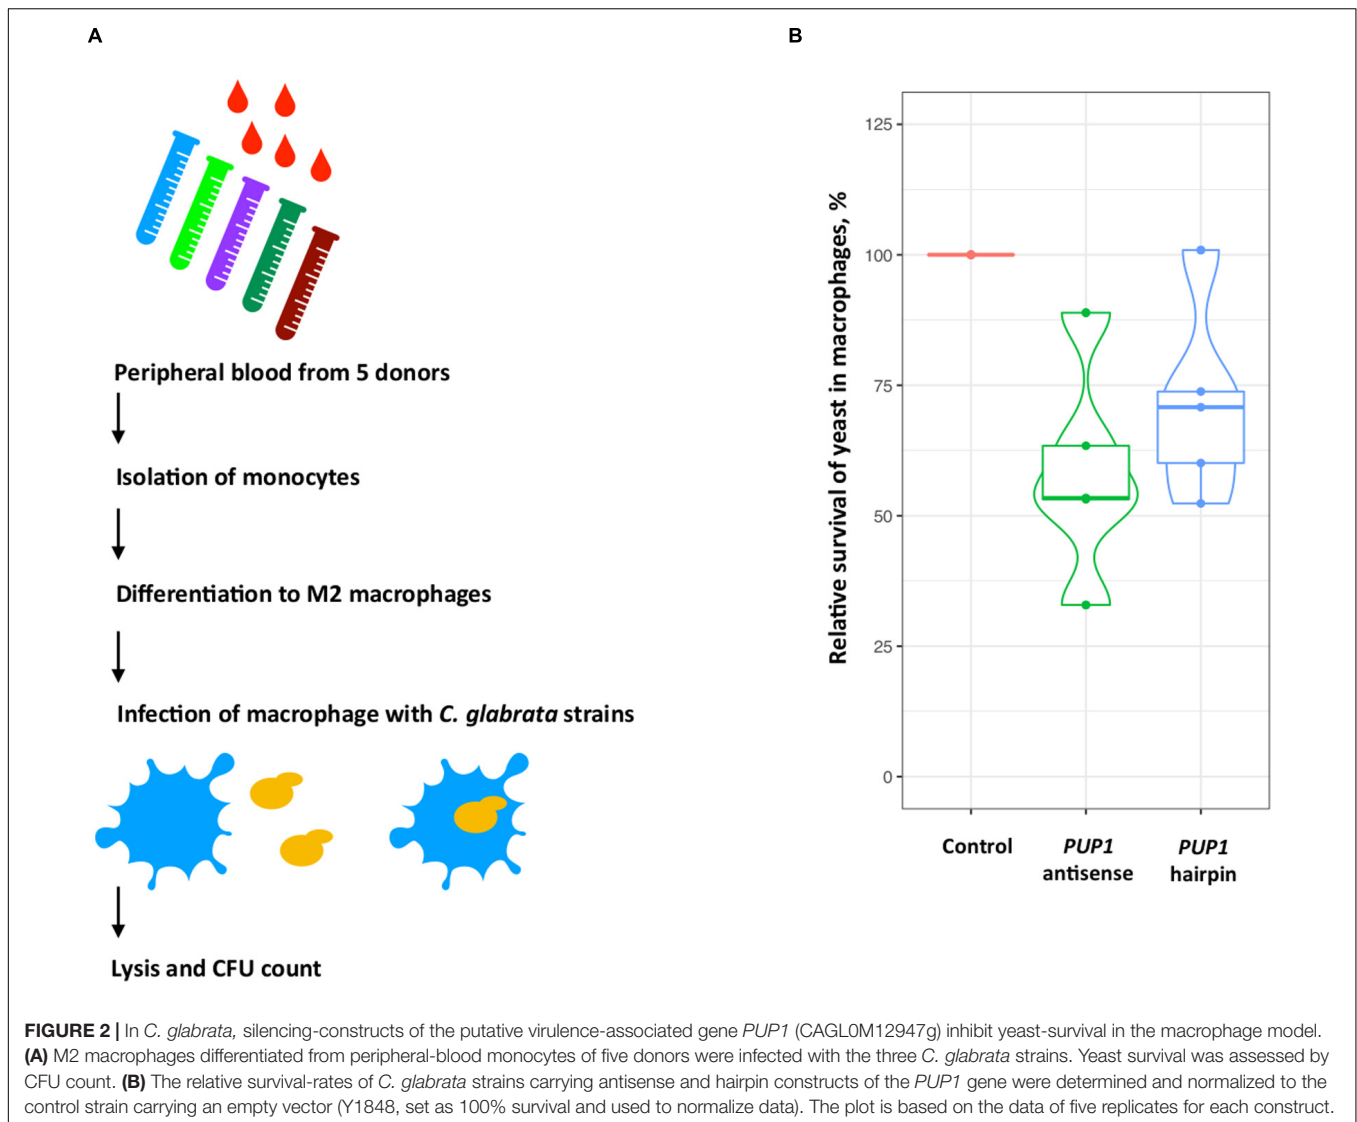 A
Peripheral blood from 5 donors
Isolation of monocytes
Differentiation to M2 macrophages
Infection of macrophage with C. glabrata strains
Lysis and CFU count
B
Relative survival of yeast in macrophages, %
125
100
75
50
25
0
Control
PUP1
antisense
PUP1
hairpin
FIGURE 2 | In C. glabrata, silencing-constructs of the putative virulence-associated gene PUP1 (CAGL0M12947g) inhibit yeast-survival in the macrophage model.
(A) M2 macrophages differentiated from peripheral-blood monocytes of five donors were infected with the three C. glabrata strains. Yeast survival was assessed by
CFU count. (B) The relative survival-rates of C. glabrata strains carrying antisense and hairpin constructs of the PUP1 gene were determined and normalized to the
control strain carrying an empty vector (Y1848, set as 100% survival and used to normalize data). The plot is based on the data of five replicates for each construct.